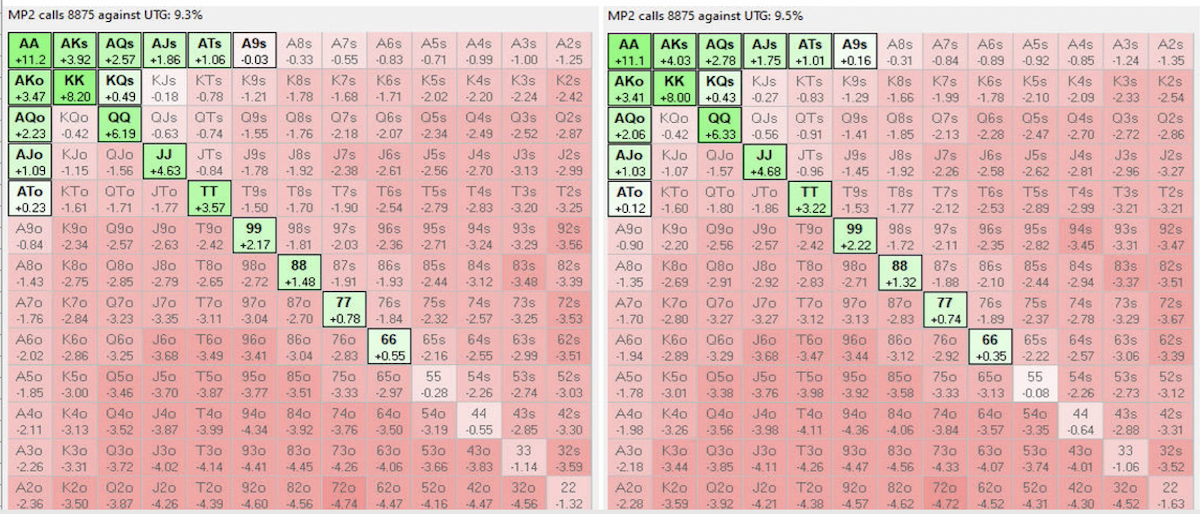 MP2 calls 8875 against UTG: 9.3%
AA AKs AQs AJs ATs A9s A8s A7s A6s A5s A4s A3s A2s
+11.2 +3.92 +2.57 +1.86 +1.06 -0.03 -0.33 -0.55 -0.83 -0.71 -0.99 -1.00 -1.25
AKo KK KQs KJs KTs K9s K8s K7s K6s K5s K4s K3s K2s
+3.47 +8.20 +0.49 -0.18 -0.78 -1.21 -1.78 -1.68 -1.71 -2.02 -2.20 -2.24 -2.42
AQo KQo QQ QJs QTs Q9s Q8s Q7s Q6s Q5s Q4s Q3s Q2s
+2.23 -0.42 +6.19 -0.63 -0.74 -1.55 -1.76 -2.18 -2.07 -2.34 -2.49 -2.52 -2.87
AJo KJo QJo JJ JTs J9s J8s J7s J6s J5s J4s J3s J2s
+1.09 -1.15 -1.56 +4.63 -0.84 -1.78 -1.92 -2.38 -2.61 -2.56 -2.70 -3.13 -2.99
ATo KTo QTo JTo TT T9s T8s T7s T6s T5s T4s T3s T2s
+0.23 -1.61 -1.71 -1.77 +3.57 -1.50 -1.70 -1.90 -2.54 -2.79 -2.83 -3.20 -3.25
A9o K9o Q9o J9o T9o 99 98s 97s 96s 95s 94s 93s 92s
-0.84 -2.34 -2.57 -2.63 -2.42 +2.17 -1.81 -2.03 -2.36 -2.71 -3.24 -3.29 -3.56
A8o K8o Q8o J8o T8o 98o 88 87s 86s 85s 84s 83s 82s
-1.43 -2.75 -2.85 -2.79 -2.65 -2.72 +1.48 -1.91 -1.93 -2.44 -3.12 -3.48 -3.39
A7o K7o Q7o J7o T7o 97o 87o 77 76s 75s 74s 73s 72s
-1.76 -2.84 -3.23 -3.35 -3.11 -3.04 -2.70 +0.78 -1.84 -2.32 -2.57 -3.25 -3.53
A6o K6o Q6o J6o T6o 96o 86o 76o 66 65s 64s 63s 62s
-2.02 -2.86 -3.25 -3.68 -3.49 -3.41 -3.04 -2.83 +0.55 -2.16 -2.55 -2.99 -3.51
A5o K5o Q5o J5o T5o 95o 85o 75o 65o 55 54s 53s 52s
-1.85 -3.01 -3.46 -3.70 -3.87 -3.77 -3.51 -3.33 -2.97 -0.28 -2.26 -2.74 -3.03
A4o K4o Q4o J4o T4o 94o 84o 74o 64o 54o 44 43s 42s
-2.11 -3.13 -3.52 -3.87 -3.99 -4.34 -3.92 -3.76 -3.50 -3.19 -0.55 -2.85 -3.30
A3o K3o Q3o J3o T3o 93o 83o 73o 63o 53o 43o 33 32s
-2.26 -3.31 -3.72 -4.02 -4.14 -4.41 -4.45 -4.26 -4.06 -3.66 -3.83 -1.14 -3.59
A2o K2o Q2o J2o T2o 92o 82o 72o 62o 52o 42o 32o 22
-2.36 -3.50 -3.87 -4.26 -4.39 -4.60 -4.56 -4.74 -4.47 -4.16 -4.47 -4.56 -1.32
MP2 calls 8875 against UTG: 9.5%
AA AKs AQs AJs ATs A9s A8s A7s A6s A5s A4s A3s A2s
+11.1 +4.03 +2.78 +1.75 +1.01 +0.16 -0.31 -0.84 -0.89 -0.92 -0.85 -1.24 -1.35
AKo KK KQs KJs KTs K9s K8s K7s K6s K5s K4s K3s K2s
+3.41 +8.00 +0.43 -0.27 -0.83 -1.29 -1.66 -1.99 -1.78 -2.10 -2.09 -2.33 -2.54
AQo KQo QQ QJs QTs Q9s Q8s Q7s Q6s Q5s Q4s Q3s Q2s
+2.06 -0.42 +6.33 -0.56 -0.91 -1.41 -1.85 -2.13 -2.28 -2.47 -2.70 -2.72 -2.86
AJo KJo QJo JJ JTs J9s J8s J7s J6s J5s J4s J3s J2s
+1.03 -1.07 -1.57 +4.68 -0.96 -1.45 -1.92 -2.26 -2.58 -2.62 -2.81 -2.96 -3.27
ATo KTo QTo JTo TT T9s T8s T7s T6s T5s T4s T3s T2s
+0.12 -1.60 -1.80 -1.86 +3.22 -1.53 -1.77 -2.12 -2.53 -2.89 -2.99 -3.21 -3.21
A9o K9o Q9o J9o T9o 99 98s 97s 96s 95s 94s 93s 92s
-0.90 -2.20 -2.56 -2.57 -2.42 +2.22 -1.72 -2.11 -2.35 -2.82 -3.45 -3.31 -3.47
A8o K8o Q8o J8o T8o 98o 88 87s 86s 85s 84s 83s 82s
-1.35 -2.69 -2.91 -2.92 -2.83 -2.71 +1.32 -1.88 -2.10 -2.44 -2.94 -3.37 -3.51
A7o K7o Q7o J7o T7o 97o 87o 77 76s 75s 74s 73s 72s
-1.70 -2.80 -3.27 -3.27 -3.12 -3.13 -2.83 +0.74 -1.89 -2.37 -2.78 -3.29 -3.67
A6o K6o Q6o J6o T6o 96o 86o 76o 66 65s 64s 63s 62s
-1.94 -2.89 -3.29 -3.68 -3.47 -3.44 -3.12 -2.92 +0.35 -2.22 -2.57 -3.06 -3.39
A5o K5o Q5o J5o T5o 95o 85o 75o 65o 55 54s 53s 52s
-1.78 -3.01 -3.38 -3.76 -3.98 -3.92 -3.58 -3.33 -3.13 -0.08 -2.26 -2.73 -3.12
A4o K4o Q4o J4o T4o 94o 84o 74o 64o 54o 44 43s 42s
-1.98 -3.26 -3.56 -3.98 -4.11 -4.36 -4.06 -3.84 -3.57 -3.35 -0.64 -2.88 -3.31
A3o K3o Q3o J3o T3o 93o 83o 73o 63o 53o 43o 33 32s
-2.18 -3.44 -3.85 -4.11 -4.26 -4.47 -4.56 -4.33 -4.07 -3.74 -4.01 -1.06 -3.52
A2o K2o Q2o J2o T2o 92o 82o 72o 62o 52o 42o 32o 22
-2.28 -3.59 -3.92 -4.21 -4.38 -4.57 -4.62 -4.72 -4.52 -4.31 -4.30 -4.52 -1.63